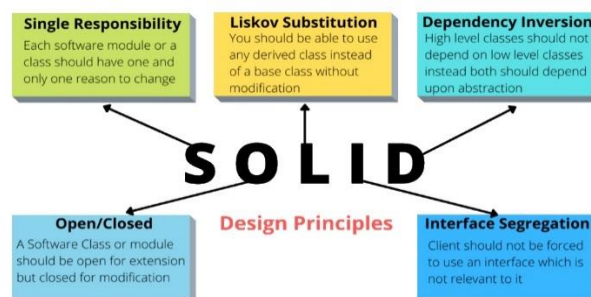 Single Responsibility
Each software module or a
class should have one and
only one reason to change
Liskov Substitution
You should be able to use
any derived class instead
of a base class without
modification
Dependency Inversion
High level classes should not
depend on low level classes
instead both should depend
upon abstraction
SOLID
Design Principles
Open/Closed
A Software Class or module
should be open for extension
but closed for modification
Interface Segregation
Client should not be forced
to use an interface which is
not relevant to it